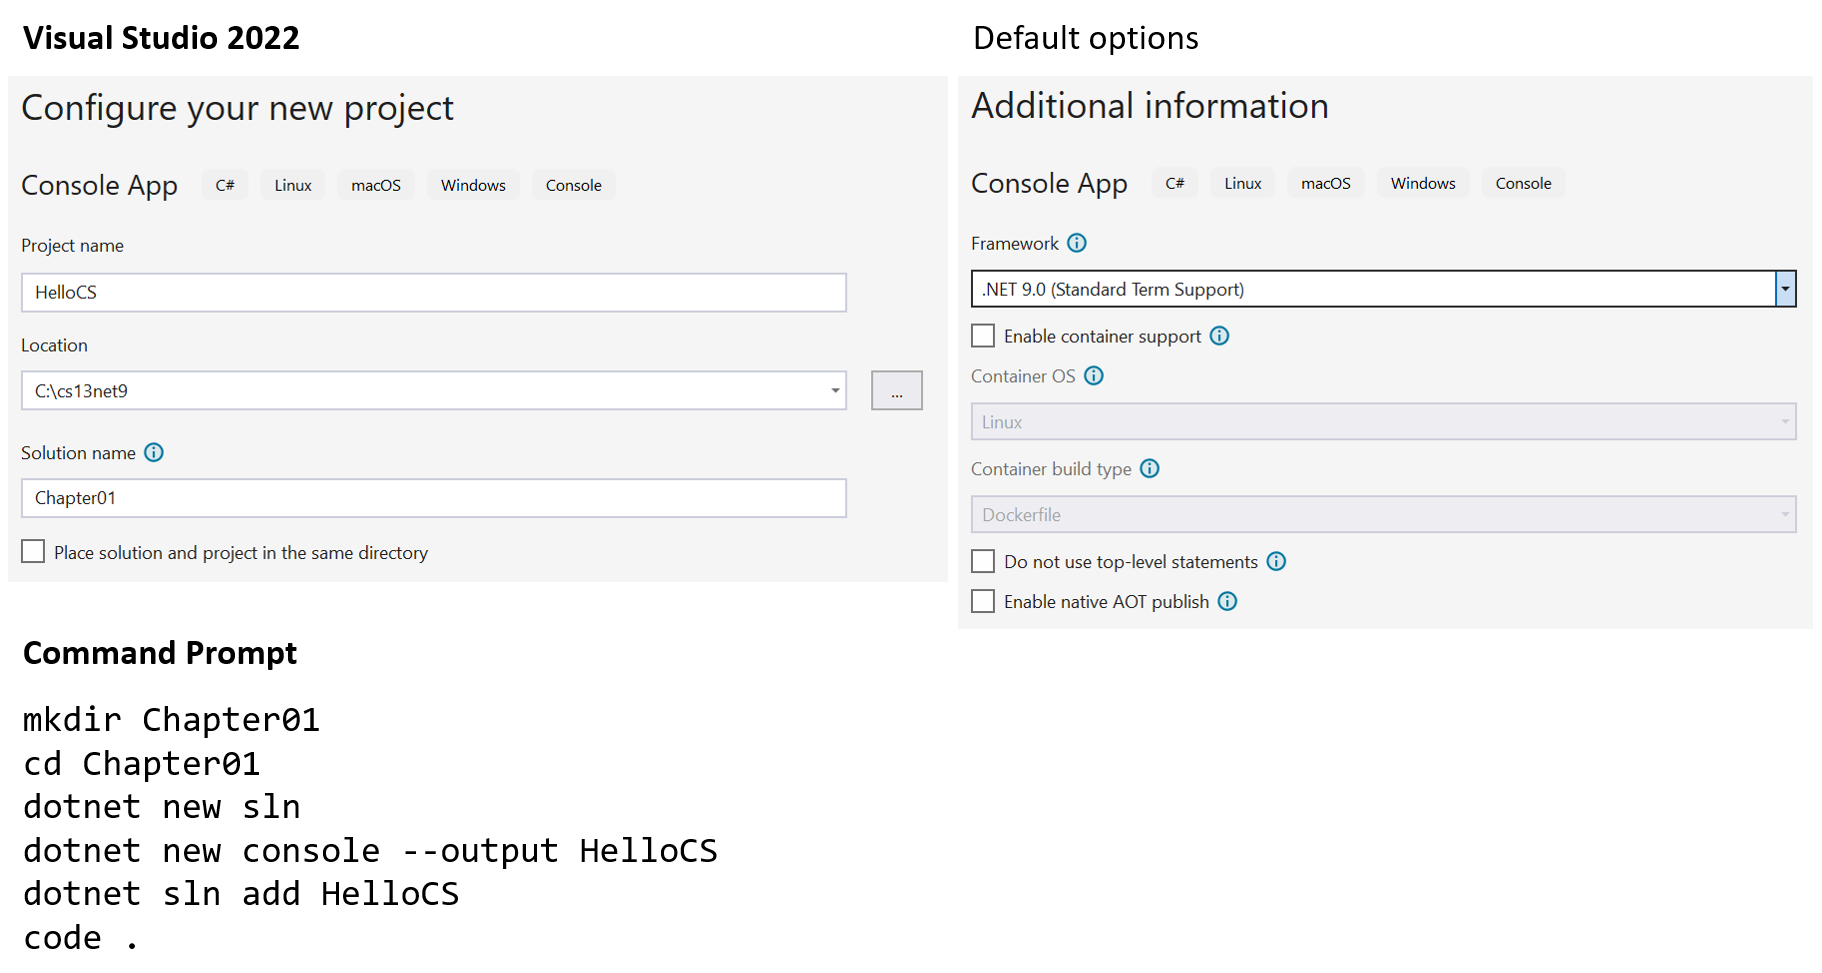 Visual Studio 2022
Configure your new project
Console App C# Linux macOS Windows Console
Project name
HelloCS
Location
C:\cs13net9
...
Solution name
Chapter01
Place solution and project in the same directory
Default options
Additional information
Console App C# Linux macOS Windows Console
Framework
.NET 9.0 (Standard Term Support)
Enable container support
Container OS
Linux
Container build type
Dockerfile
Do not use top-level statements
Enable native AOT publish
Command Prompt
mkdir Chapter01
cd Chapter01
dotnet new sln
dotnet new console --output HelloCS
dotnet sln add HelloCS
code .